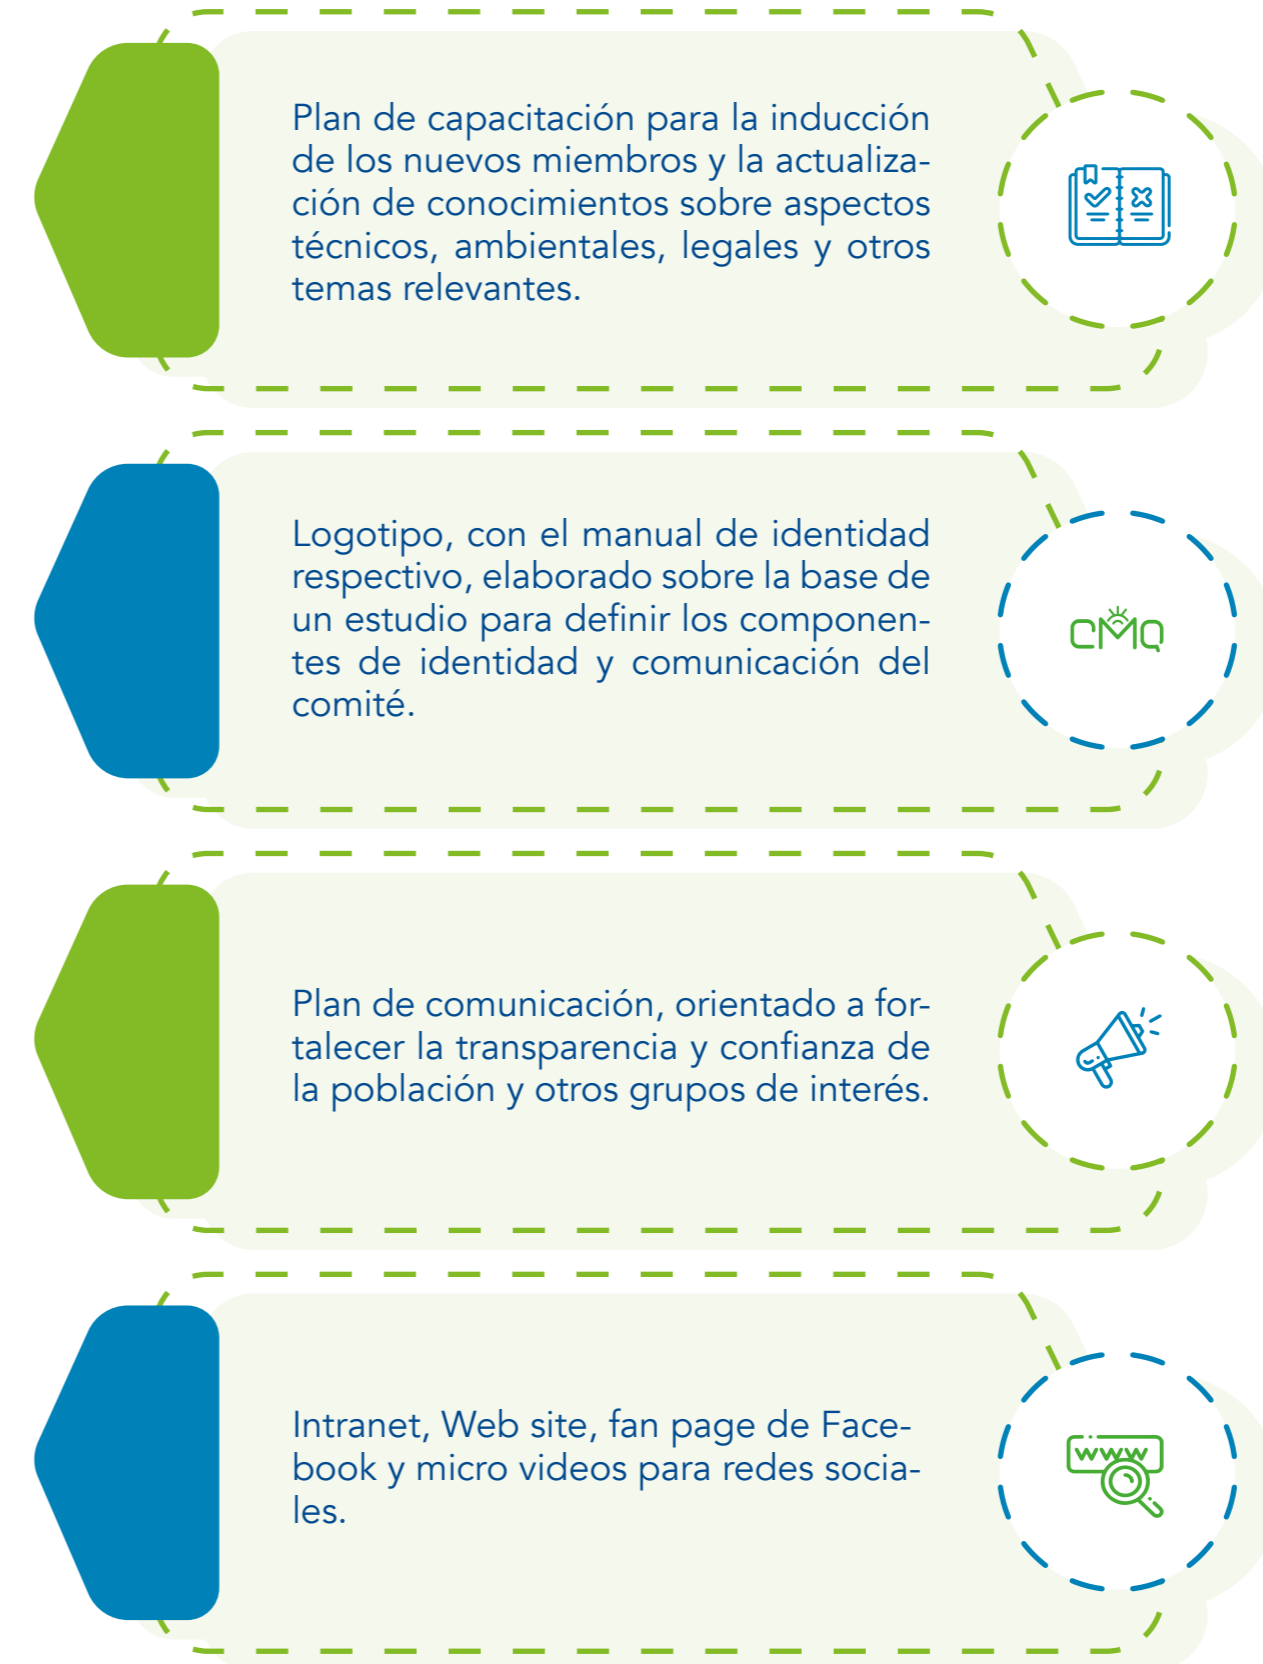 Plan de capacitación para la inducción
de los nuevos miembros y la actualiza-
ción de conocimientos sobre aspectos
técnicos, ambientales, legales y otros
temas relevantes.
Logotipo, con el manual de identidad
respectivo, elaborado sobre la base de
un estudio para definir los componen-
tes de identidad y comunicación del
comité.
CMQ
Plan de comunicación, orientado a for-
talecer la transparencia y confianza de
la población y otros grupos de interés.
Intranet, Web site, fan page de Face-
book y micro videos para redes socia-
les.
www